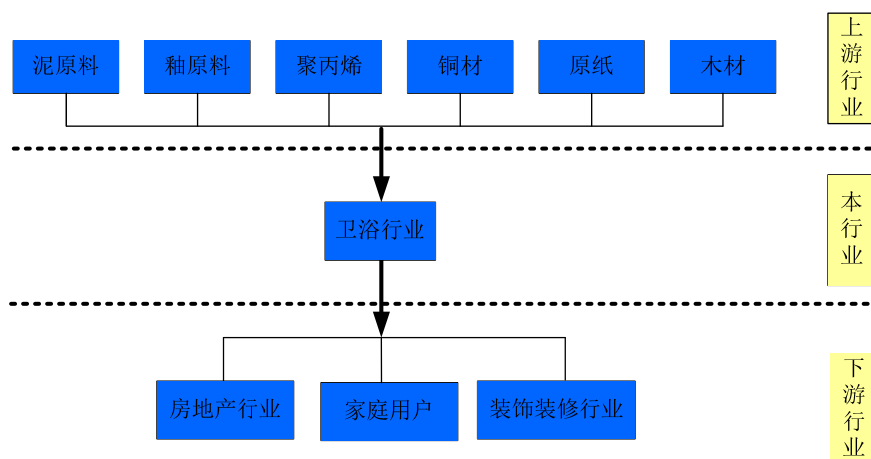 泥原料
釉原料
聚丙烯
铜材
原纸
木材
上游行业
卫浴行业
本行业
房地产行业
家庭用户
装饰装修行业
下游行业